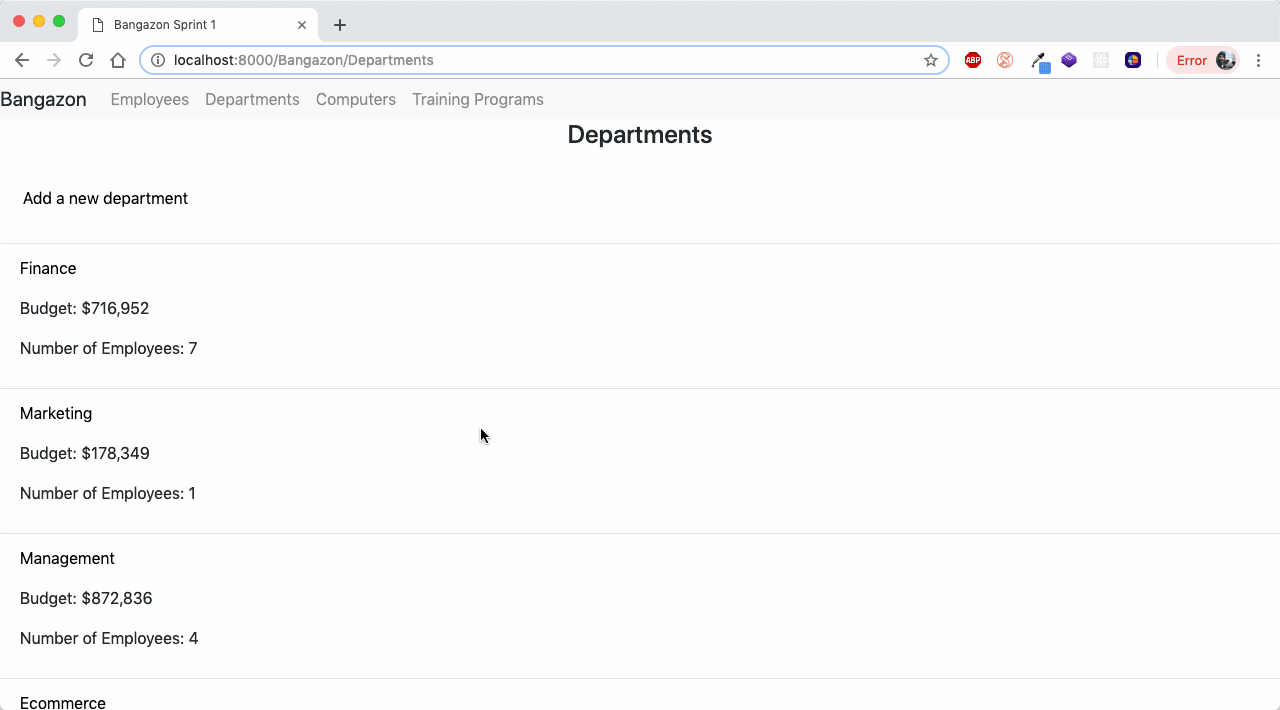 Bangazon Sprint 1
localhost:8000/Bangazon/Departments
ABP
Error
Bangazon Employees Departments Computers Training Programs
Departments
Add a new department
Finance
Budget: $716,952
Number of Employees: 7
Marketing
Budget: $178,349
Number of Employees: 1
Management
Budget: $872,836
Number of Employees: 4
Ecommerce